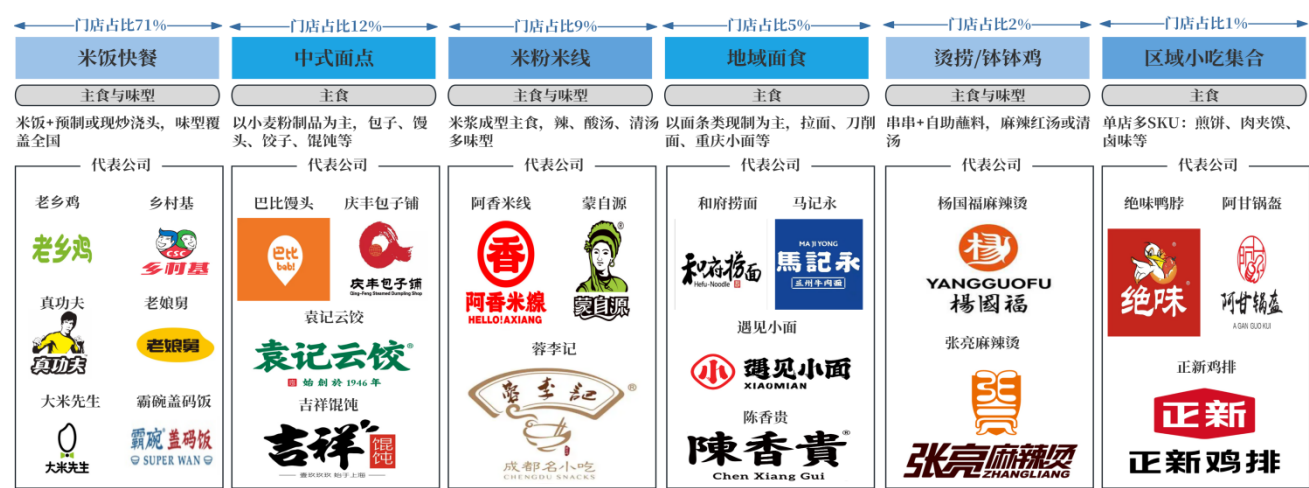 门店占比71%
米饭快餐
主食与味型
米饭+预制或现炒浇头，味型覆
盖全国
代表公司
老乡鸡 乡村基
老乡鸡
CSC
乡村基
真功夫 老娘舅
真功夫
老娘舅
大米先生 霸碗盖码饭
大米先生
霸碗盖码饭
SUPER WAN
门店占比12%
中式面点
主食
以小麦粉制品为主，包子、馒
头、饺子、馄饨等
代表公司
巴比馒头 庆丰包子铺
巴比
babi
庆丰包子铺
Qing-Feng Steamed Dumpling Shop
袁记云饺
袁记云饺®
始創於1946年
吉祥馄饨
吉祥
馄饨
门店占比9%
米粉米线
主食与味型
米浆成型主食，辣、酸汤、清汤
多味型
代表公司
阿香米线 蒙自源
香
阿香米線
HELLO!AXIANG
®
蒙自源
蓉李记
蓉李記
®
成都名小吃
CHENGDU SNACKS
门店占比5%
地域面食
主食
以面条类现制为主，拉面、刀削
面、重庆小面等
代表公司
和府捞面 马记永
和府捞面
Hefu-Noodle
MA JI YONG
馬記永
兰州牛肉面
遇见小面
小
遇见小面
XIAOMIAN
陈香贵
陳香貴®
Chen Xiang Gui
门店占比2%
烫捞/钵钵鸡
主食与味型
串串+自助蘸料，麻辣红汤或清
汤
代表公司
杨国福麻辣烫
楊
YANGGUOFU
楊國福
张亮麻辣烫
张亮
张亮麻辣烫
ZHANGLIANG
门店占比1%
区域小吃集合
主食
单店多SKU：煎饼、肉夹馍、
卤味等
代表公司
绝味鸭脖 阿甘锅盔
绝味
阿甘锅盔
A GAN GUO KUI
正新鸡排
正新
正新鸡排